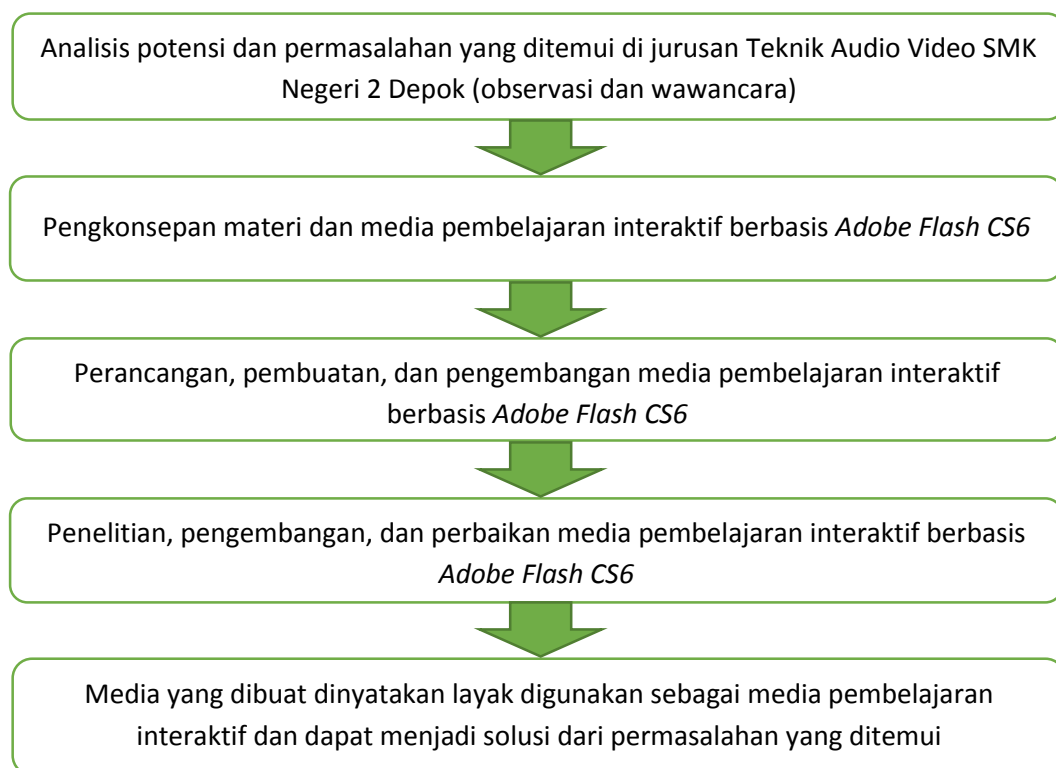 Analisis potensi dan permasalahan yang ditemui di jurusan Teknik Audio Video SMK
Negeri 2 Depok (observasi dan wawancara)
Pengkonsepan materi dan media pembelajaran interaktif berbasis Adobe Flash CS6
Perancangan, pembuatan, dan pengembangan media pembelajaran interaktif
berbasis Adobe Flash CS6
Penelitian, pengembangan, dan perbaikan media pembelajaran interaktif berbasis
Adobe Flash CS6
Media yang dibuat dinyatakan layak digunakan sebagai media pembelajaran
interaktif dan dapat menjadi solusi dari permasalahan yang ditemui